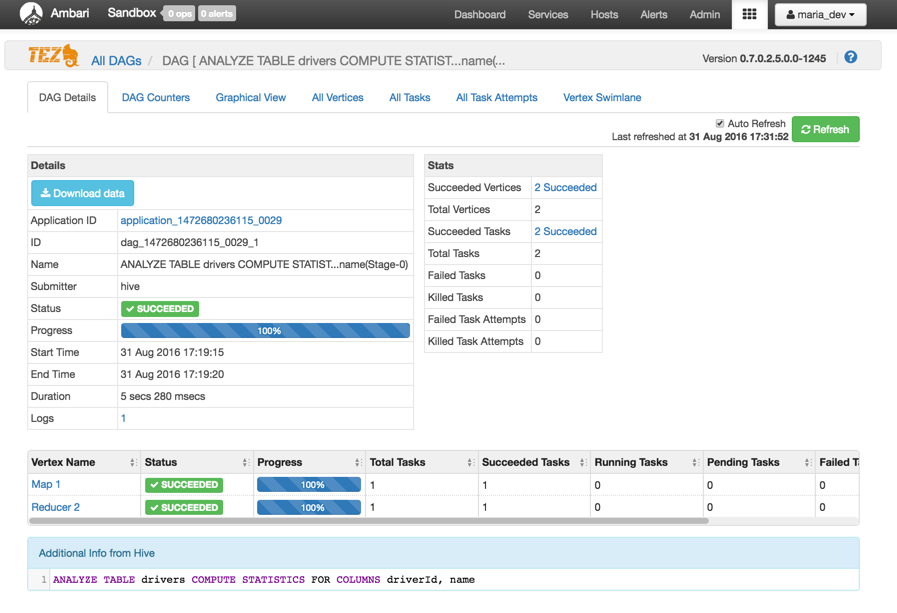 Ambari Sandbox 0 ops 0 alerts Dashboard Services Hosts Alerts Admin maria_dev
TEZ All DAGs / DAG [ ANALYZE TABLE drivers COMPUTE STATIST...name(... Version 0.7.0.2.5.0.0-1245 ?
DAG Details DAG Counters Graphical View All Vertices All Tasks All Task Attempts Vertex Swimlane
Auto Refresh
Last refreshed at 31 Aug 2016 17:31:52 Refresh
Details
Download data
Application ID application_1472680236115_0029
ID dag_1472680236115_0029_1
Name ANALYZE TABLE drivers COMPUTE STATIST...name(Stage-0)
Submitter hive
Status SUCCEEDED
Progress 100%
Start Time 31 Aug 2016 17:19:15
End Time 31 Aug 2016 17:19:20
Duration 5 secs 280 msecs
Logs 1
Stats
Succeeded Vertices 2 Succeeded
Total Vertices 2
Succeeded Tasks 2 Succeeded
Total Tasks 2
Failed Tasks 0
Killed Tasks 0
Failed Task Attempts 0
Killed Task Attempts 0
Vertex Name Status Progress Total Tasks Succeeded Tasks Running Tasks Pending Tasks Failed T
Map 1 SUCCEEDED 100% 1 1 0 0 0
Reducer 2 SUCCEEDED 100% 1 1 0 0 0
Additional Info from Hive
1 ANALYZE TABLE drivers COMPUTE STATISTICS FOR COLUMNS driverId, name